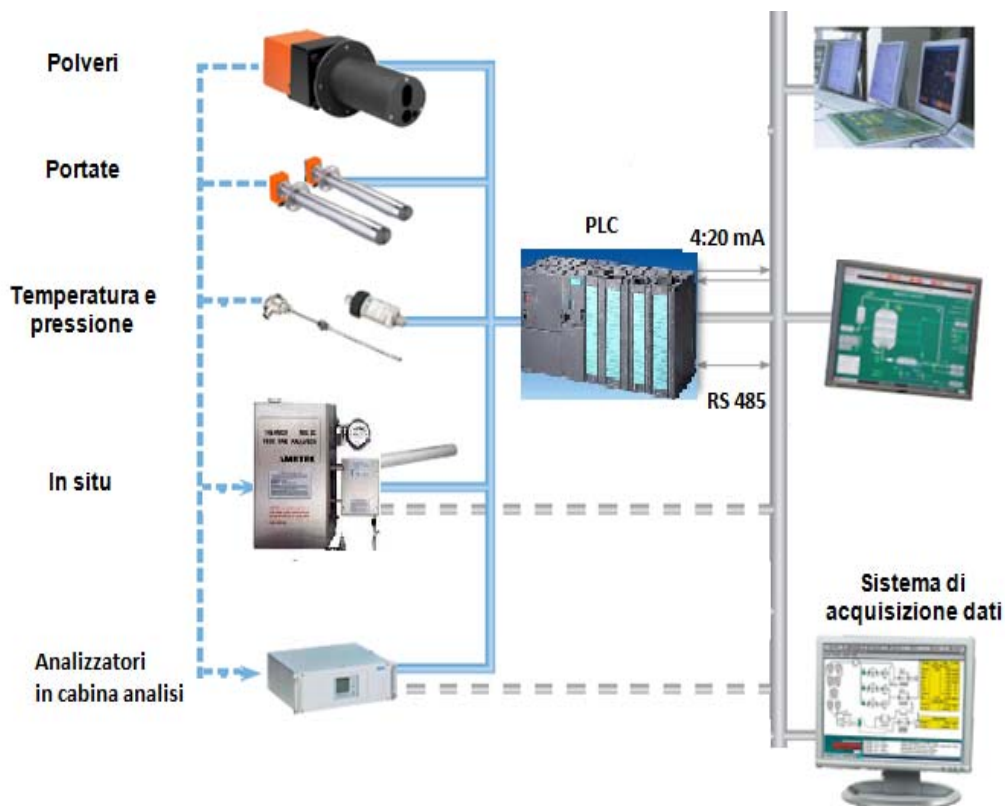 Polveri
Portate
PLC
4:20 mA
Temperatura e
pressione
RS 485
AMETEK
In situ
Sistema di
acquisizione dati
Analizzatori
in cabina analisi